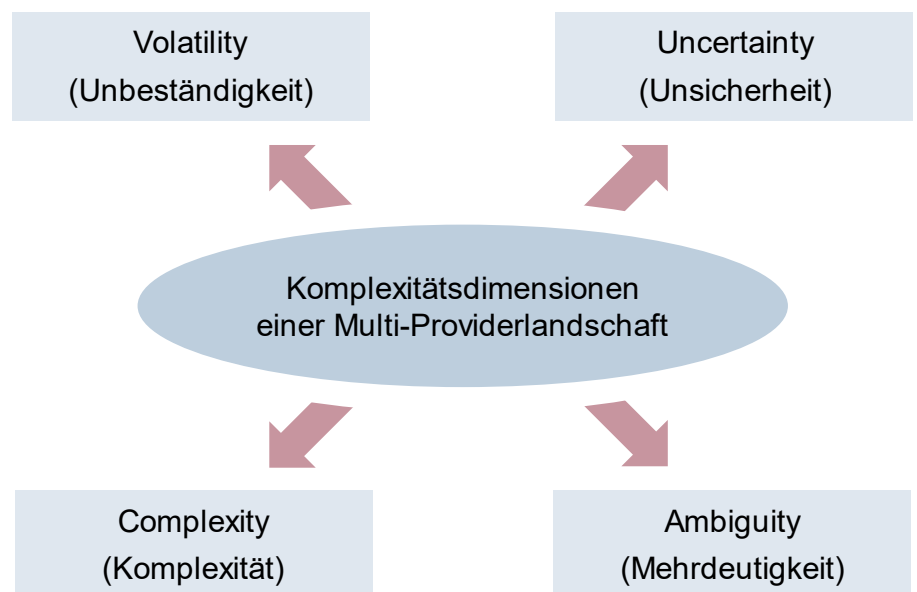 Volatility
(Unbeständigkeit)
Uncertainty
(Unsicherheit)
Komplexitätsdimensionen
einer Multi-Providerlandschaft
Complexity
(Komplexität)
Ambiguity
(Mehrdeutigkeit)